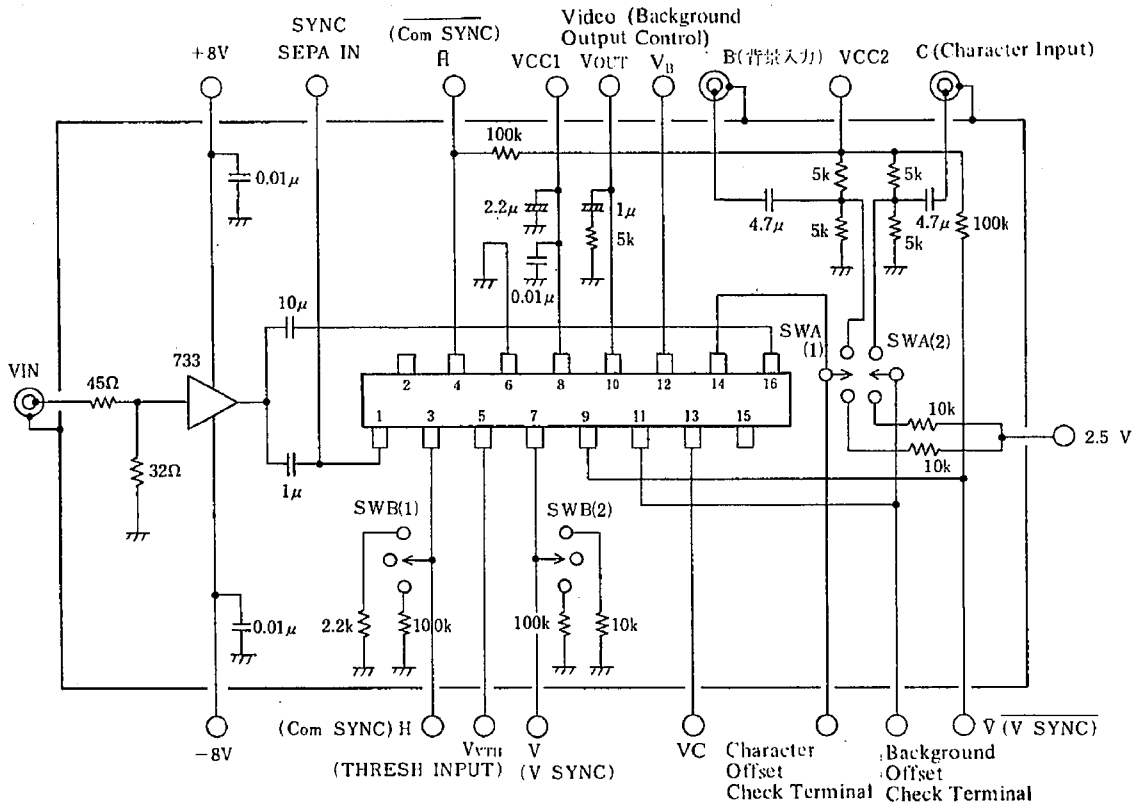 SYNC
SEPA IN
+8V
(Com SYNC)
H̄
VCC1
Video (Background
Output Control)
VOUT
VB
B(背景入力)
VCC2
C (Character Input)
100k
0.01μ
2.2μ
0.01μ
1μ
5k
4.7μ
5k
5k
5k
5k
4.7μ
100k
10μ
733
VIN
45Ω
32Ω
1μ
2
4
6
8
10
12
14
16
1
3
5
7
9
11
13
15
SWA
(1)
SWA(2)
10k
10k
2.5 V
SWB(1)
SWB(2)
2.2k
100k
100k
10k
0.01μ
−8V
(Com SYNC) H
VVTH
(THRESH INPUT)
V
(V SYNC)
VC
Character
Offset
Check Terminal
Background
Offset
Check Terminal
V̄ (V SYNC)